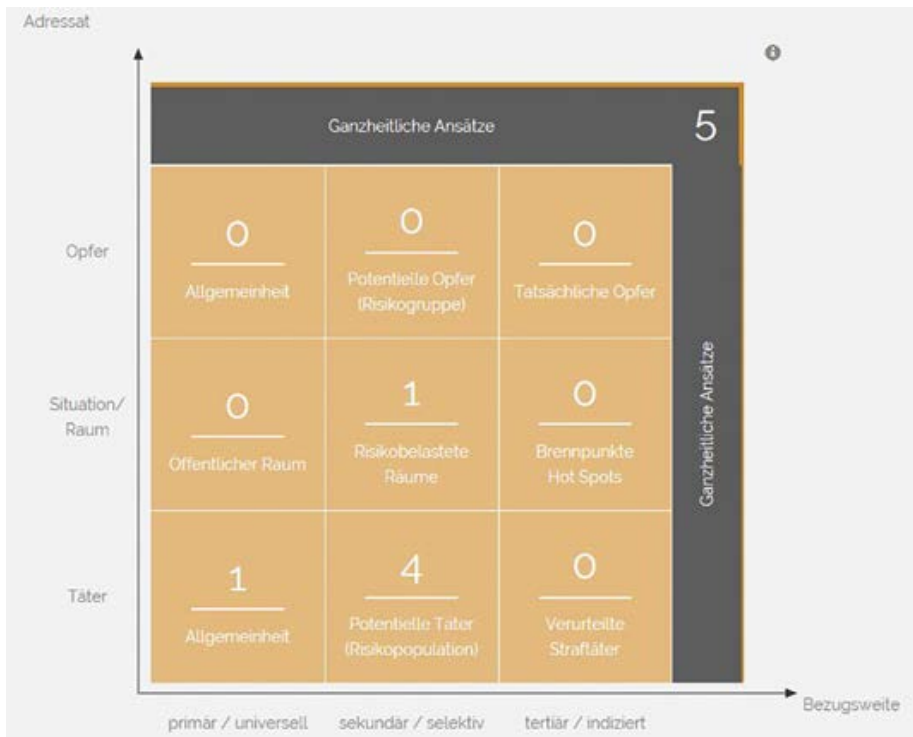 Adressat
Ganzheitliche Ansätze
5
Opfer
0
Allgemeinheit
0
Potentielle Opfer
(Risikogruppe)
0
Tatsächliche Opfer
Ganzheitliche Ansätze
Situation/
Raum
0
Öffentlicher Raum
1
Risikobelastete
Räume
0
Brennpunkte
Hot Spots
Täter
1
Allgemeinheit
4
Potentielle Täter
(Risikopopulation)
0
Verurteilte
Straftäter
primär / universell
sekundär / selektiv
tertiär / indiziert
Bezugsweite